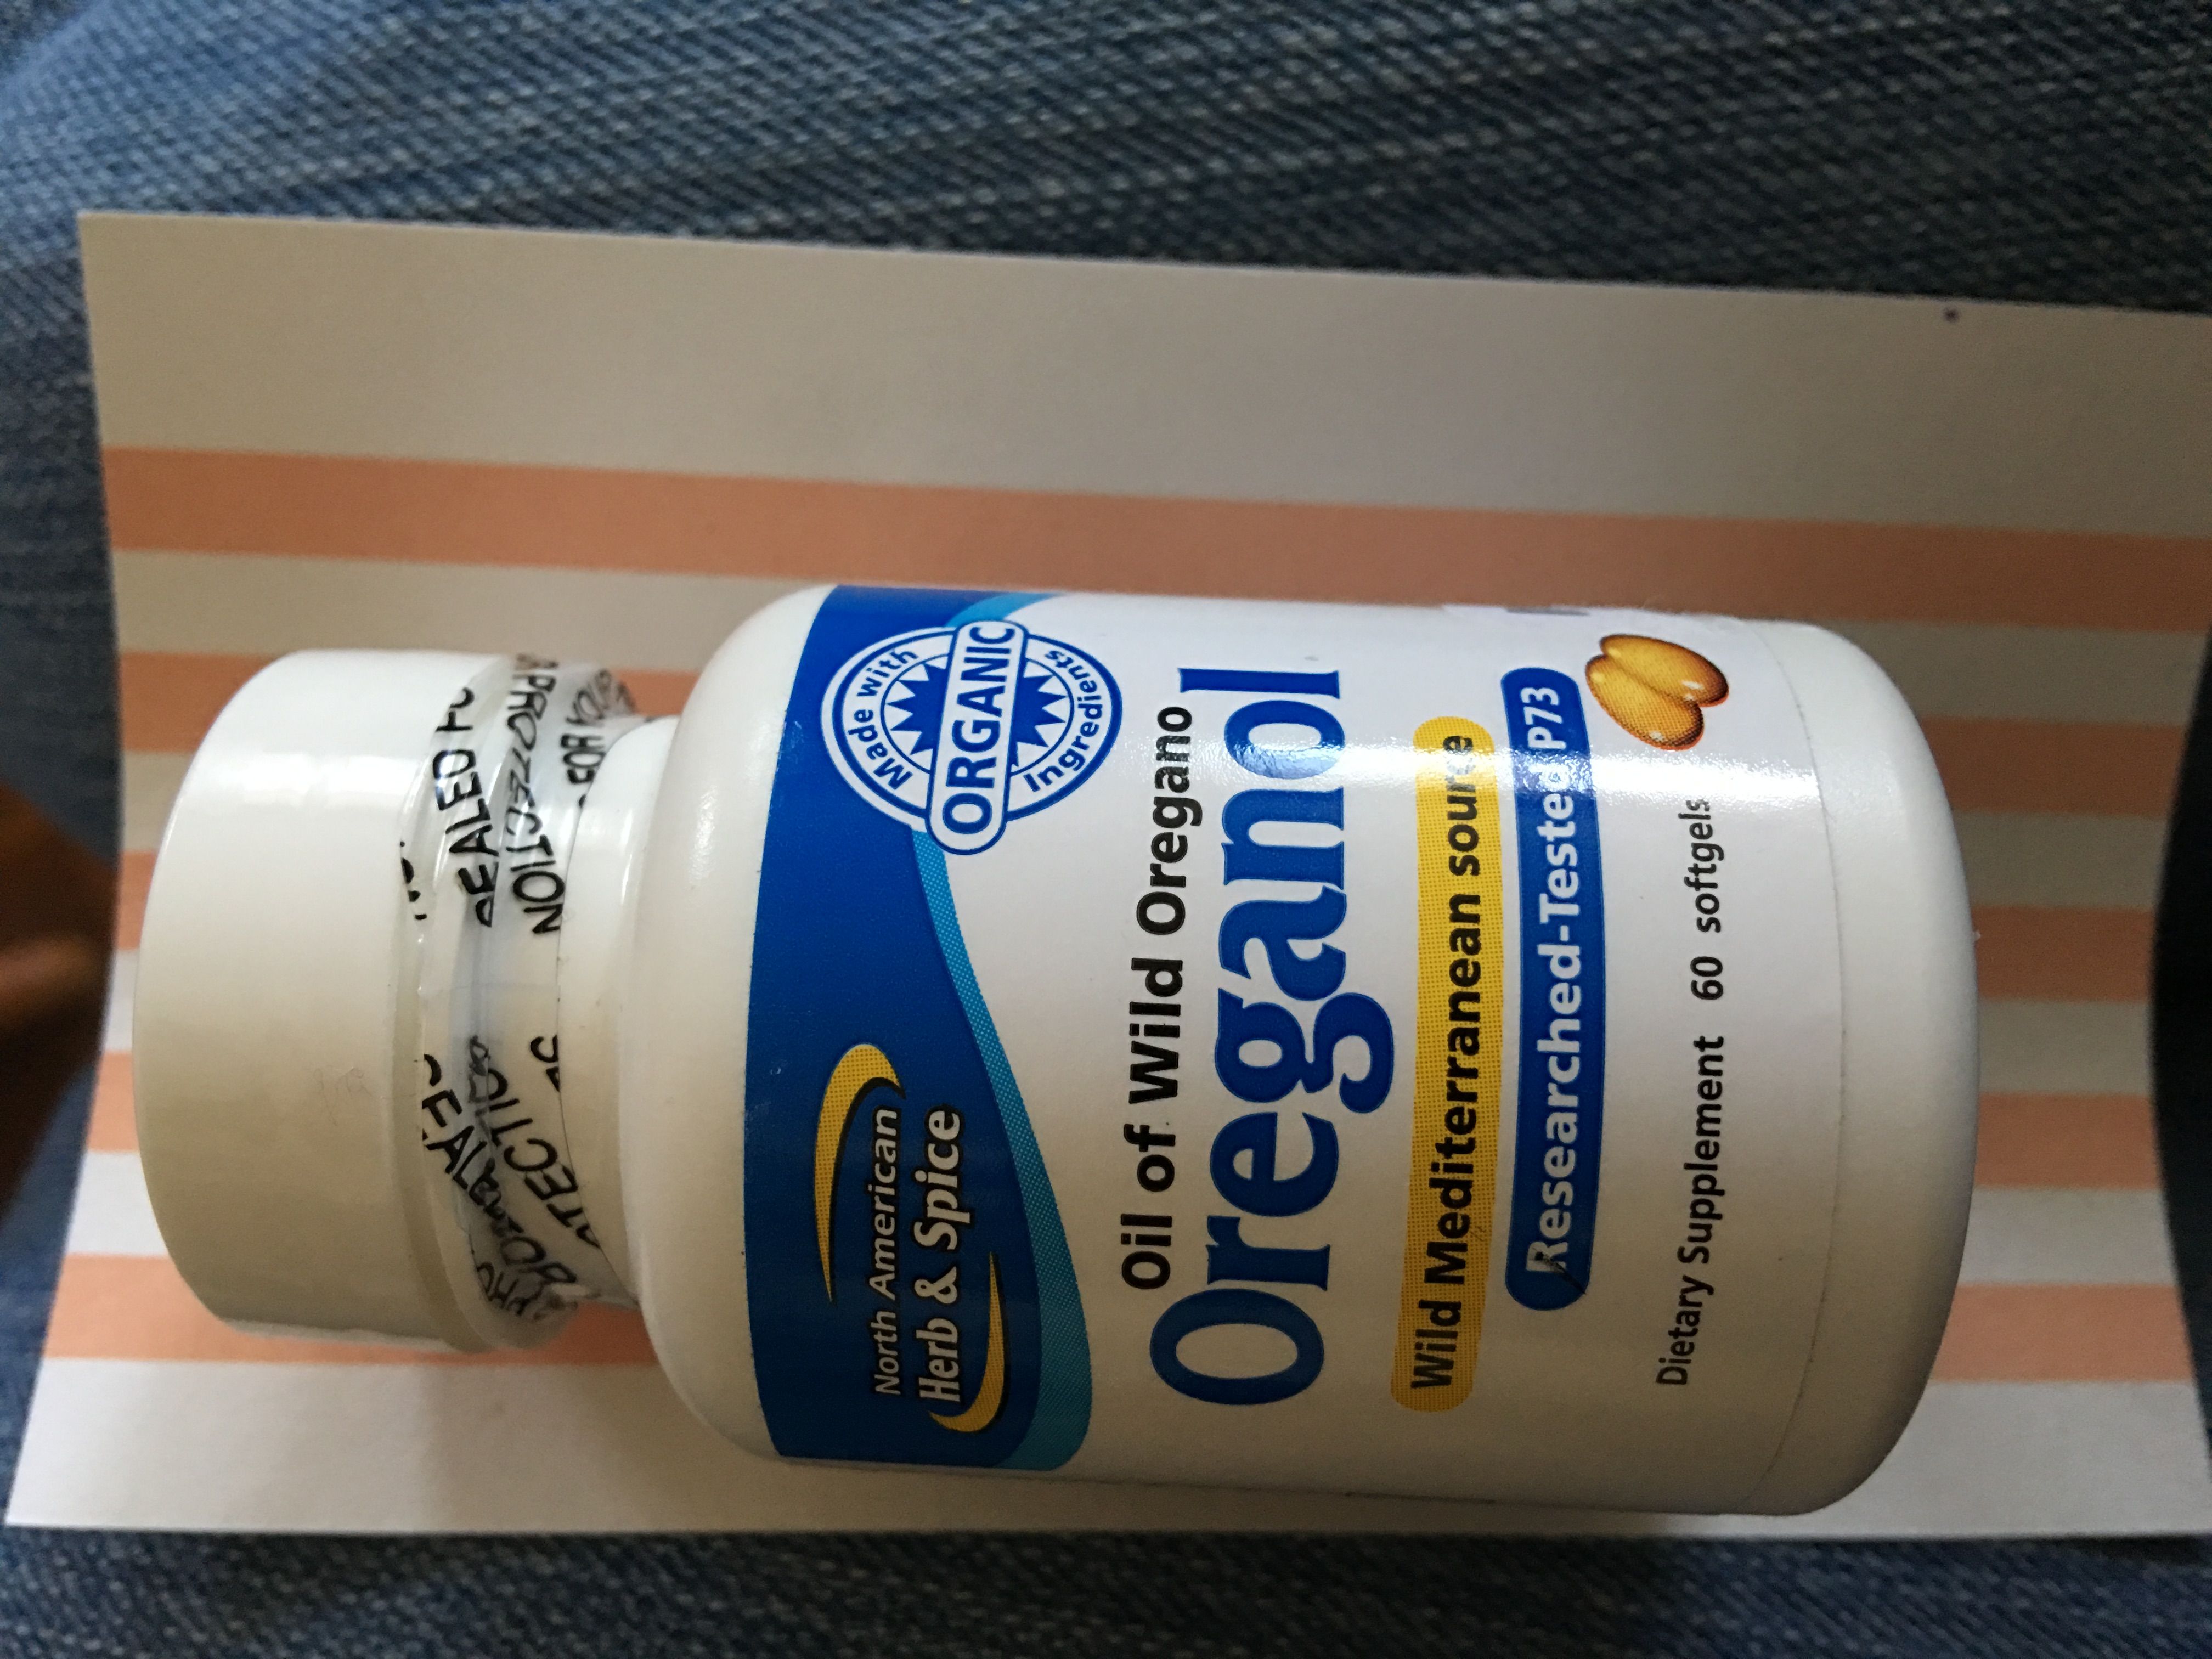 SEALED FO
North American
Herb & Spice
Made with
ORGANIC
Ingredients
Oil of Wild Oregano
Oreganol
Wild Mediterranean source
Researched-Tested P73
Dietary Supplement 60 softgels